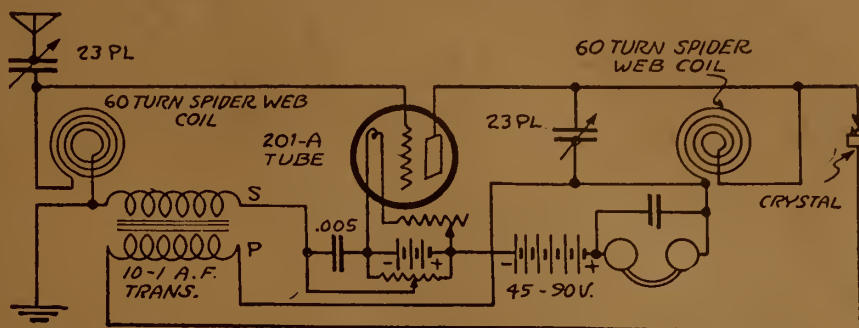 23 PL
60 TURN SPIDER WEB
COIL
201-A
TUBE
S
P
10-1 A.F.
TRANS.
.005
-
+
-
+
45-90V.
23 PL.
60 TURN SPIDER
WEB COIL
CRYSTAL